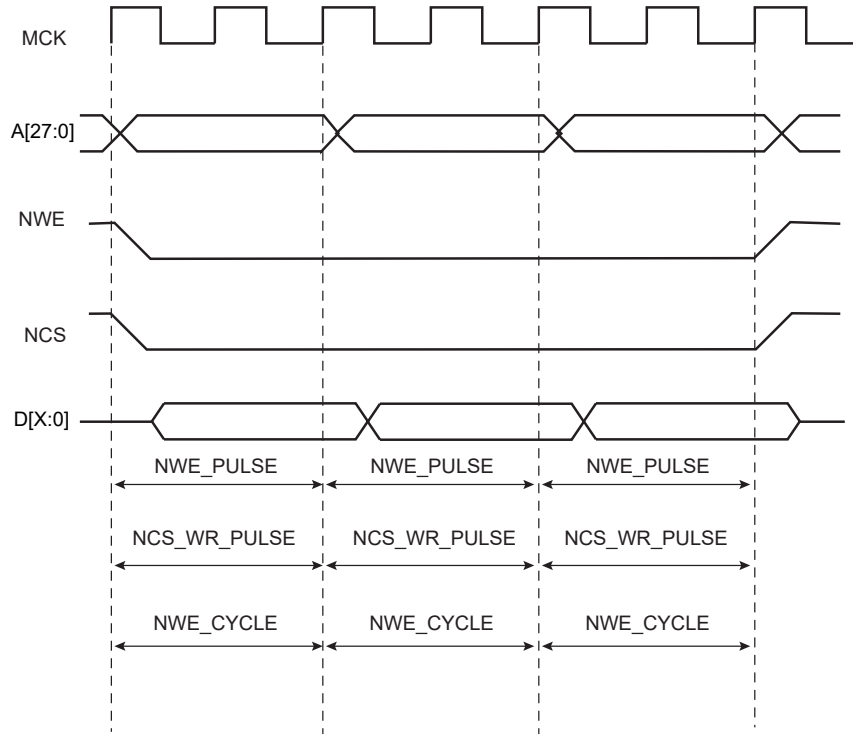 MCK
A[27:0]
NWE
NCS
D[X:0]
NWE_PULSE NWE_PULSE NWE_PULSE
NCS_WR_PULSE NCS_WR_PULSE NCS_WR_PULSE
NWE_CYCLE NWE_CYCLE NWE_CYCLE